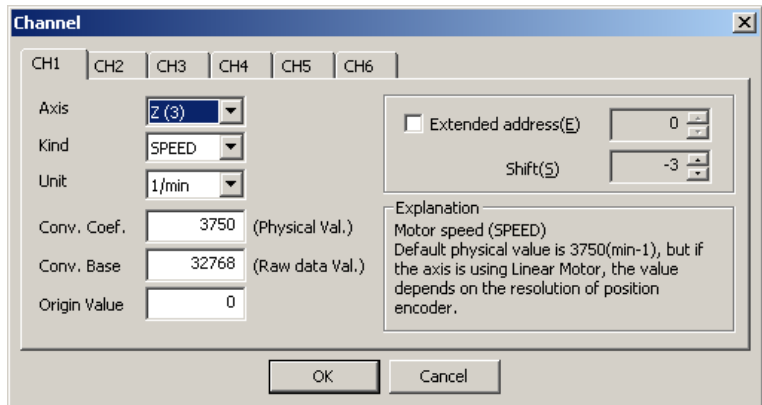 Channel
CH1 CH2 CH3 CH4 CH5 CH6
Axis Z (3)
Kind SPEED
Unit 1/min
Conv. Coef. 3750 (Physical Val.)
Conv. Base 32768 (Raw data Val.)
Origin Value 0
Extended address(E) 0
Shift(S) -3
Explanation
Motor speed (SPEED)
Default physical value is 3750(min-1), but if
the axis is using Linear Motor, the value
depends on the resolution of position
encoder.
OK Cancel